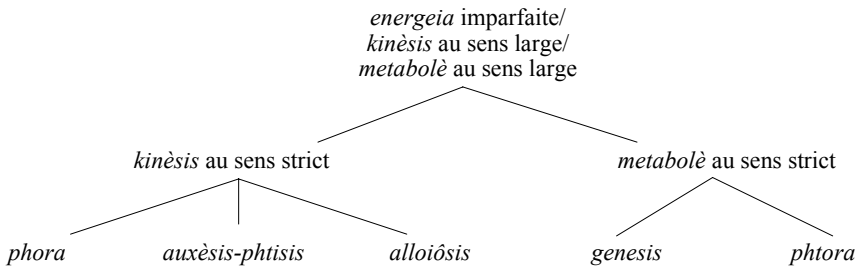 energeia imparfaite/
kinèsis au sens large/
metabolè au sens large
kinèsis au sens strict metabolè au sens strict
phora auxèsis-phtisis alloiôsis genesis phtora